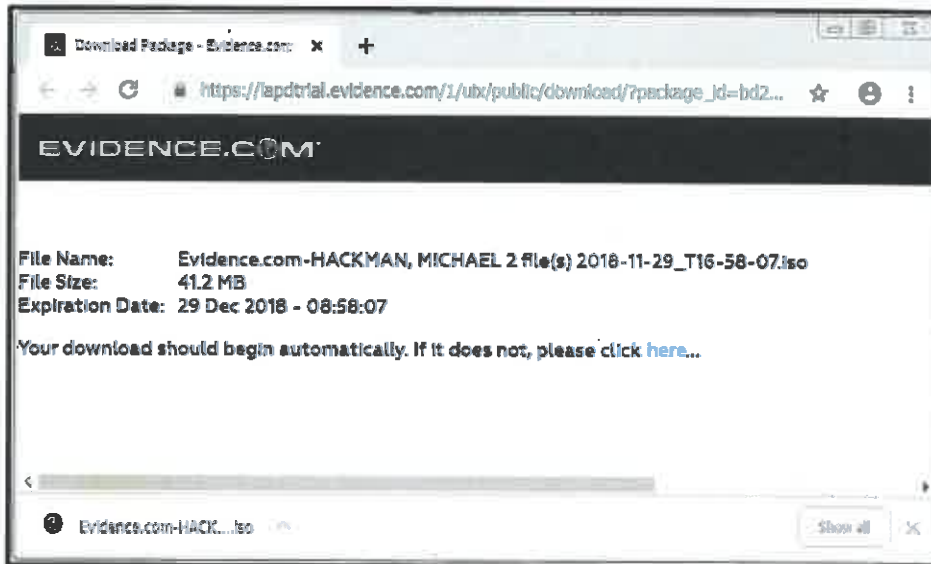 Download Package - Evidence.com
https://lapdtrial.evidence.com/1/uix/public/download/?package_id=bd2...
EVIDENCE.COM
File Name: Evidence.com-HACKMAN, MICHAEL 2 file(s) 2018-11-29_T16-58-07.iso
File Size: 41.2 MB
Expiration Date: 29 Dec 2018 - 08:58:07
Your download should begin automatically. If it does not, please click here...
Evidence.com-HACK....iso
Show all